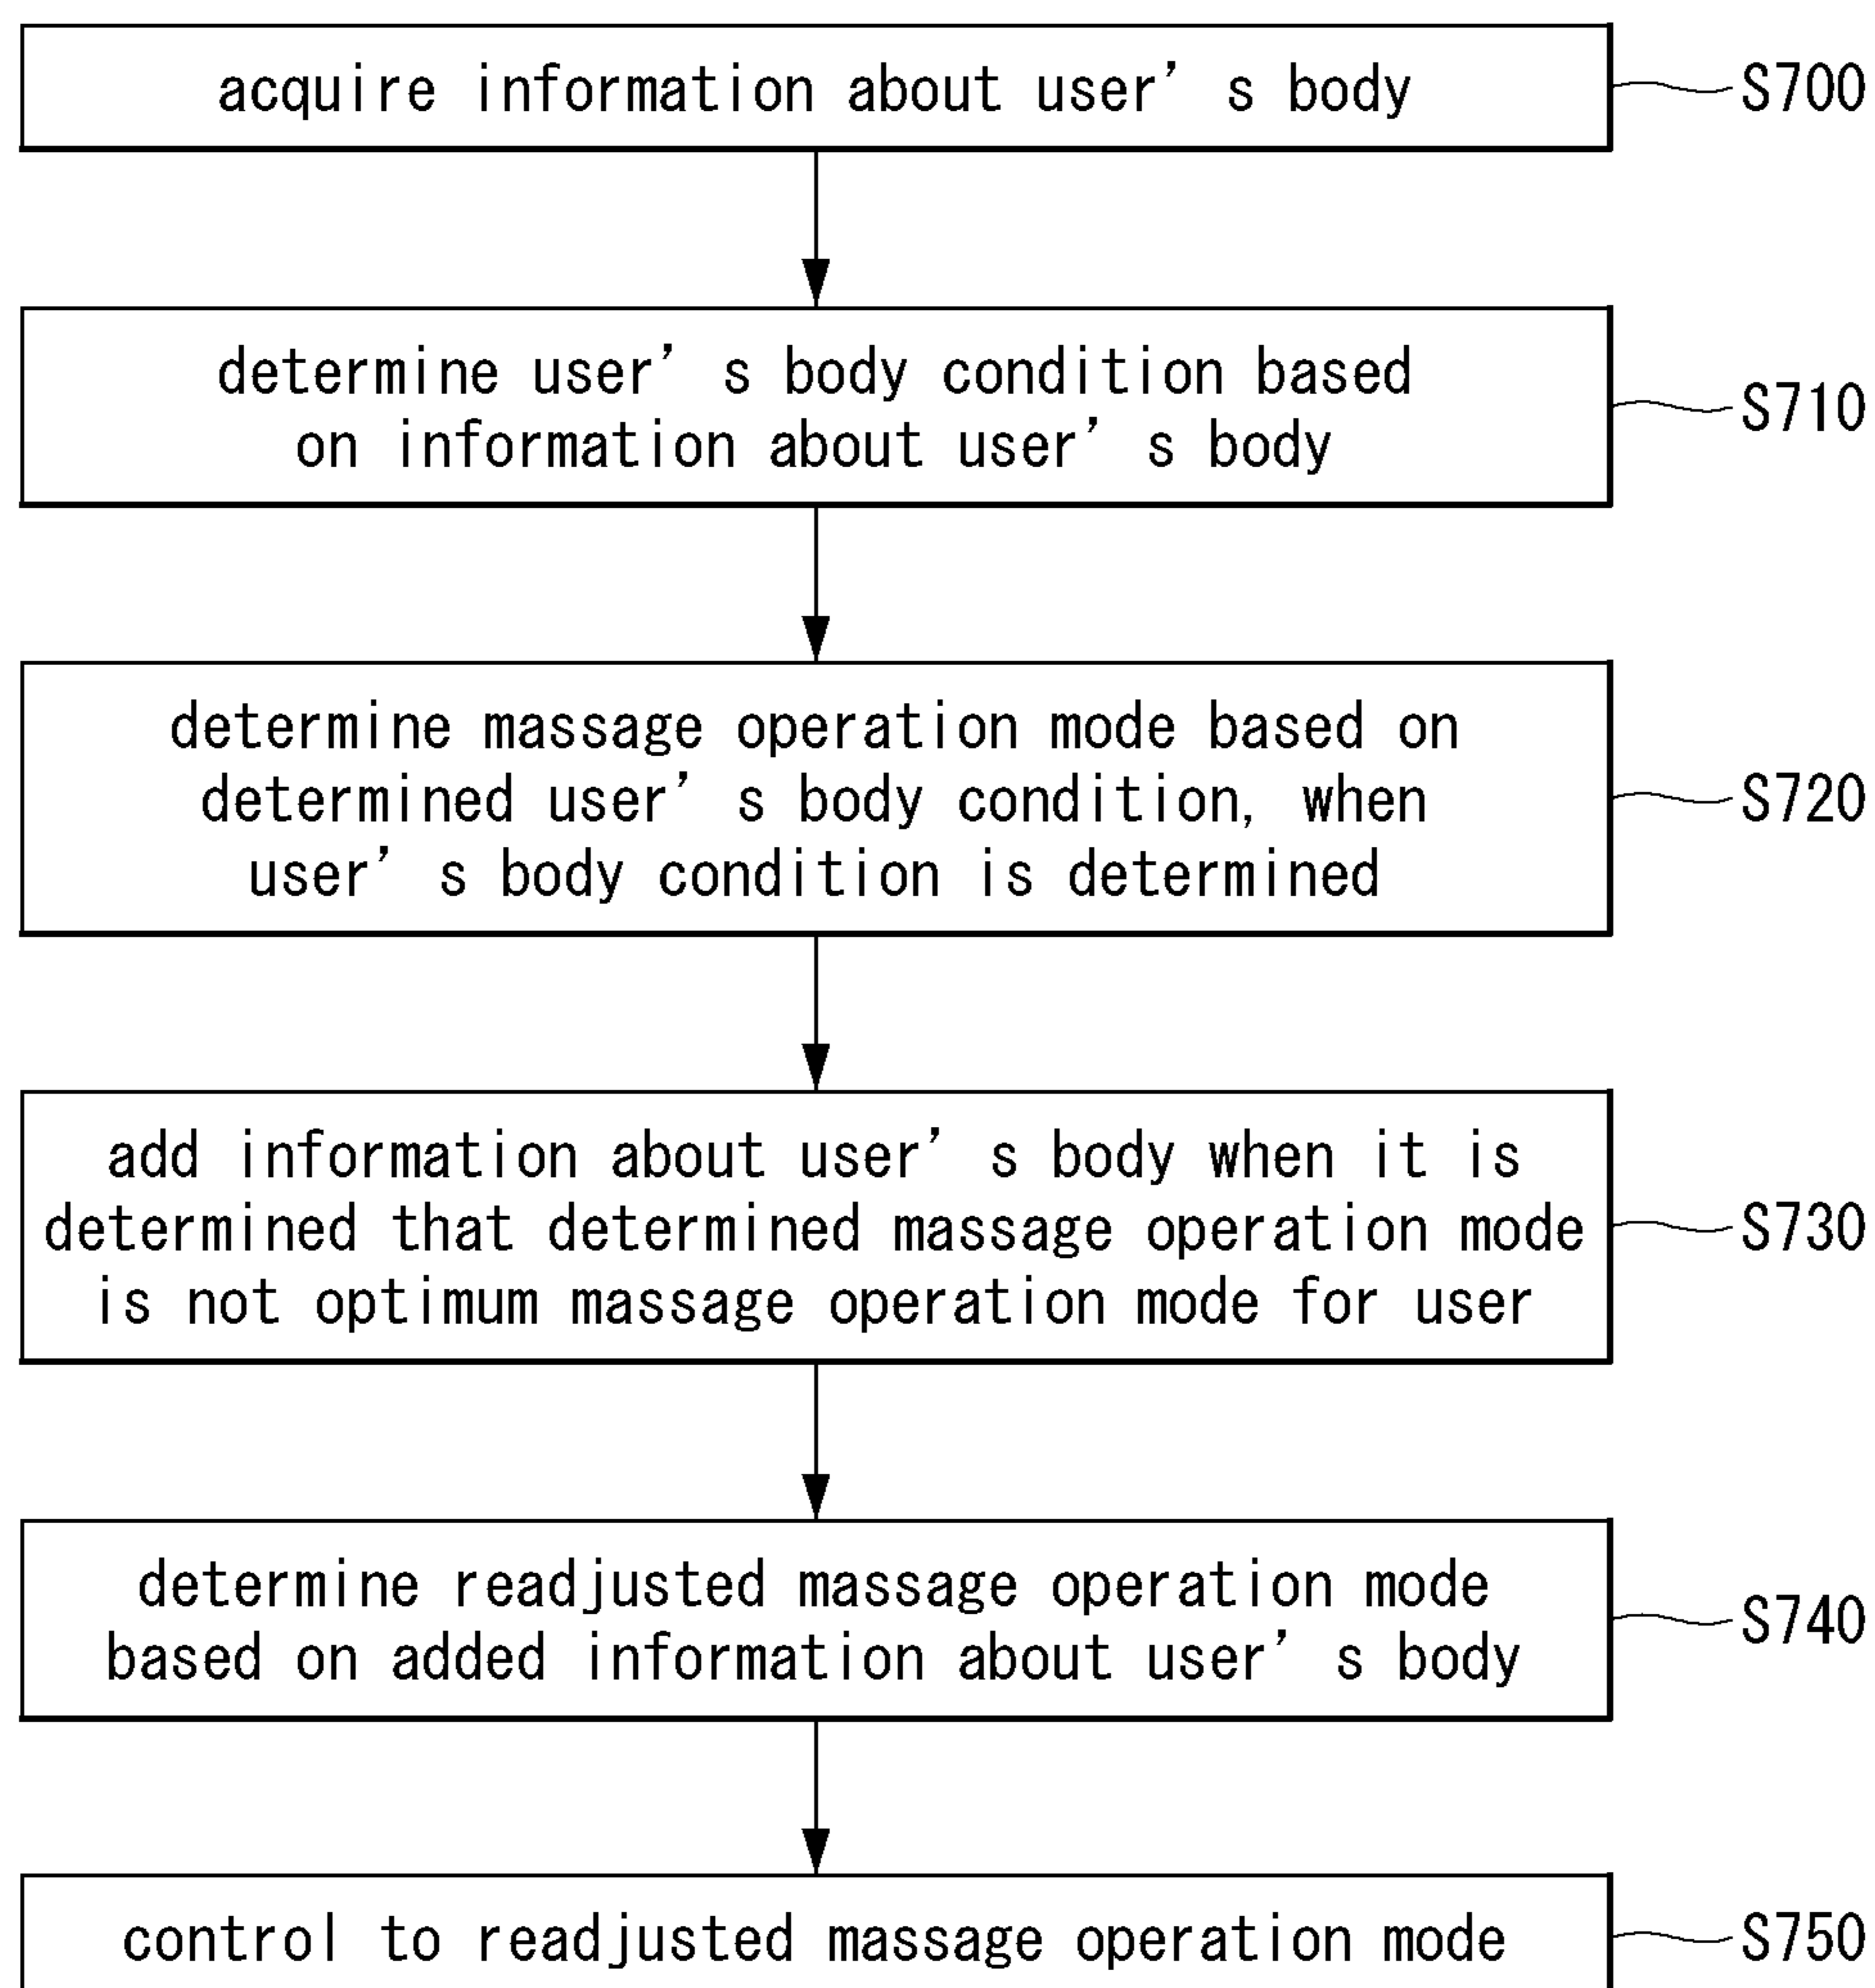 acquire information about user's body
S700
determine user's body condition based
on information about user's body
S710
determine massage operation mode based on
determined user's body condition, when
user's body condition is determined
S720
add information about user's body when it is
determined that determined massage operation mode
is not optimum massage operation mode for user
S730
determine readjusted massage operation mode
based on added information about user's body
S740
control to readjusted massage operation mode
S750